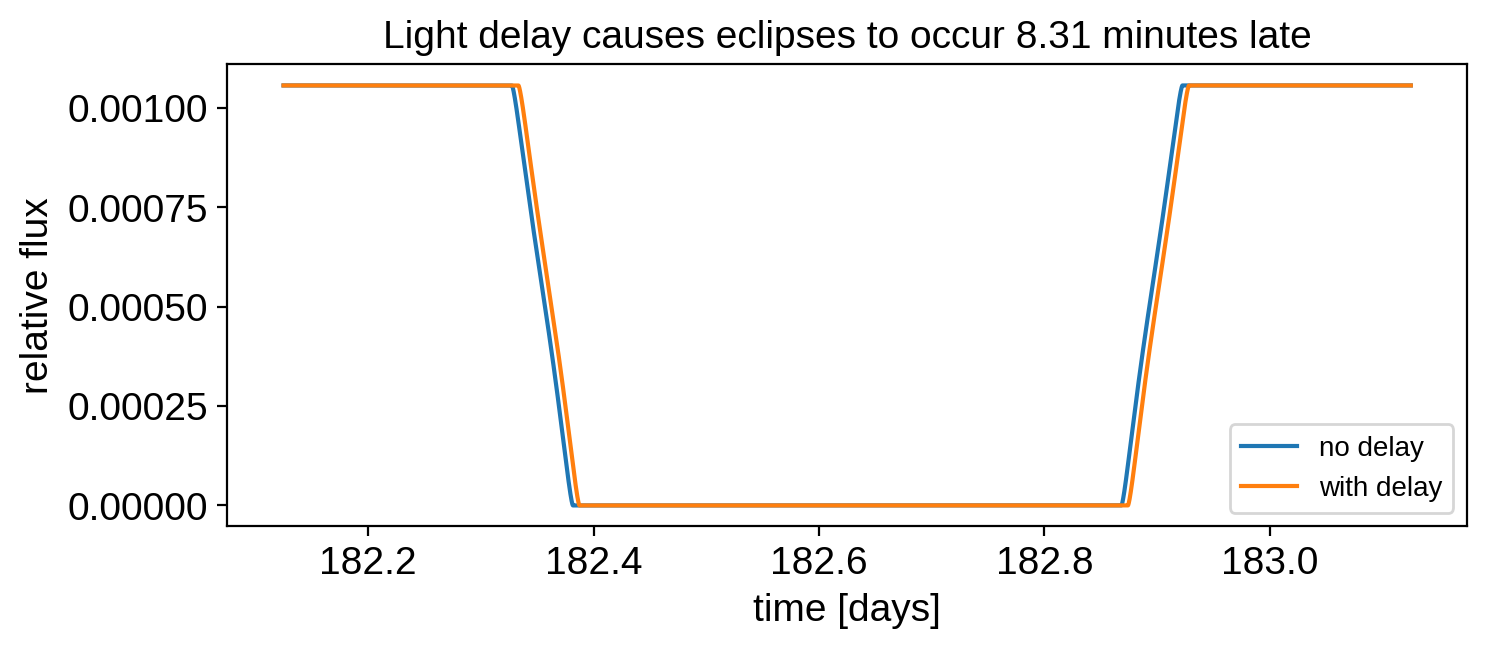 Light delay causes eclipses to occur 8.31 minutes late
relative flux
0.00100
0.00075
0.00050
0.00025
0.00000
no delay
with delay
182.2 182.4 182.6 182.8 183.0
time [days]